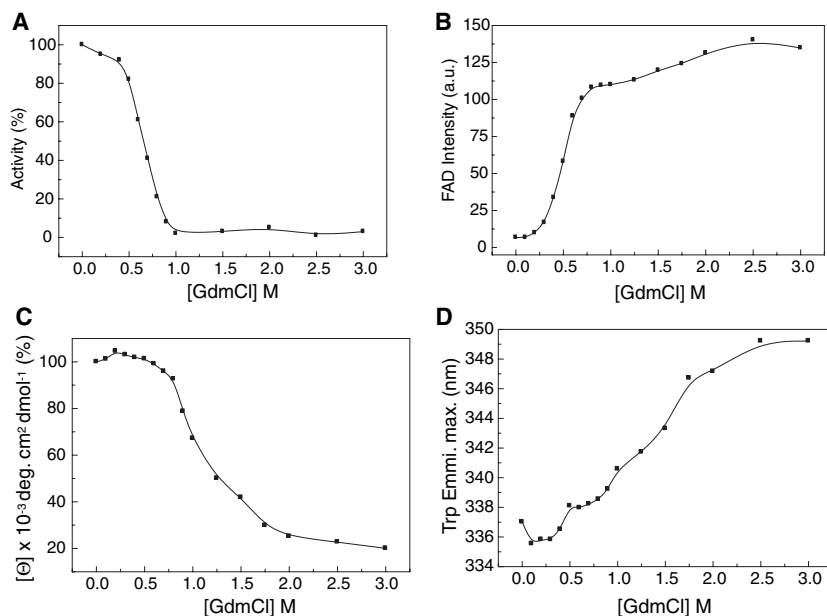 A
100
80
60
40
20
0
Activity (%)
0.0 0.5 1.0 1.5 2.0 2.5 3.0
[GdmCl] M
B
150
125
100
75
50
25
0
FAD Intensity (a.u.)
0.0 0.5 1.0 1.5 2.0 2.5 3.0
[GdmCl] M
C
100
80
60
40
20
[Θ] x 10⁻³ deg. cm² dmol⁻¹ (%)
0.0 0.5 1.0 1.5 2.0 2.5 3.0
[GdmCl] M
D
350
348
346
344
342
340
338
336
334
Trp Emmi. max. (nm)
0.0 0.5 1.0 1.5 2.0 2.5 3.0
[GdmCl] M